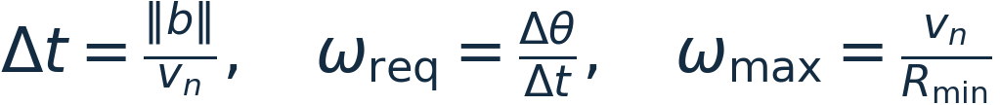 Δt = ‖b‖ / v_n,  ω_req = Δθ / Δt,  ω_max = v_n / R_min